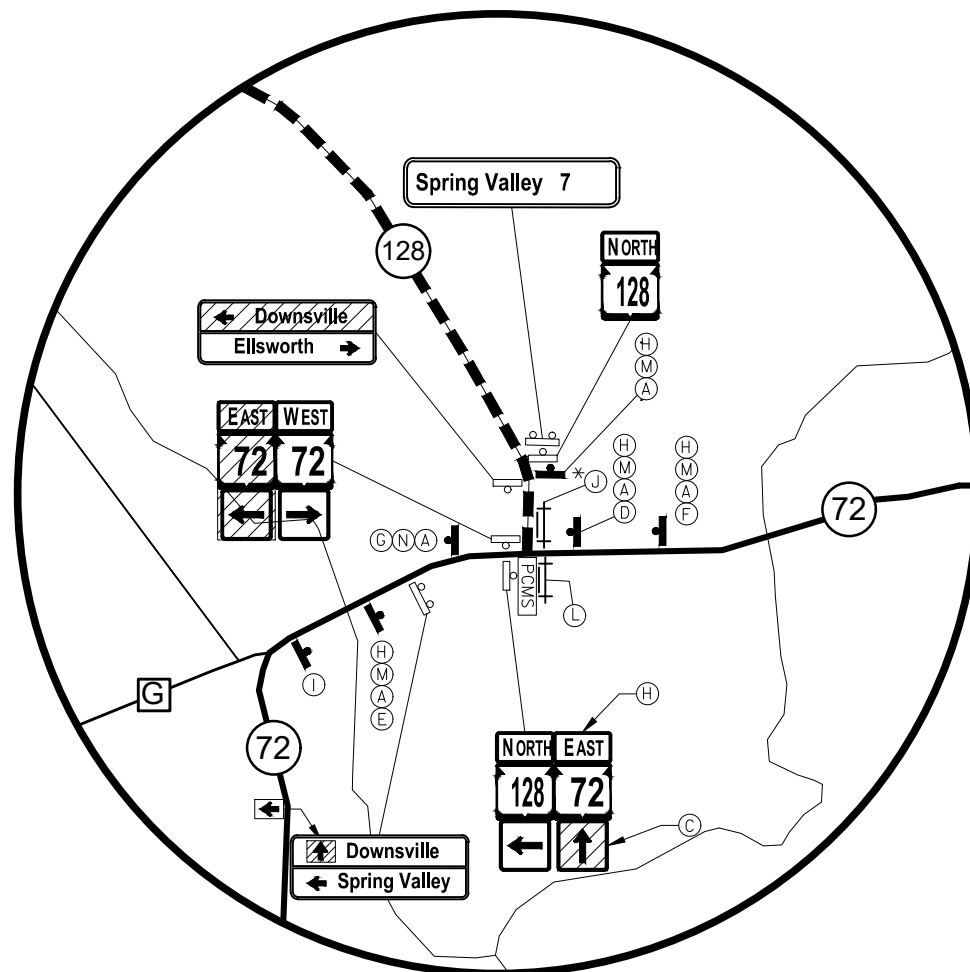 Spring Valley 7
NORTH
128
128
Downsville
Ellsworth
H
M
A
EAST WEST
72 72
H
M
A
D
H
M
A
F
J
72
G N A
PCMS
L
I
H
M
A
E
G
H
72
NORTH EAST
128 72
C
Downsville
Spring Valley